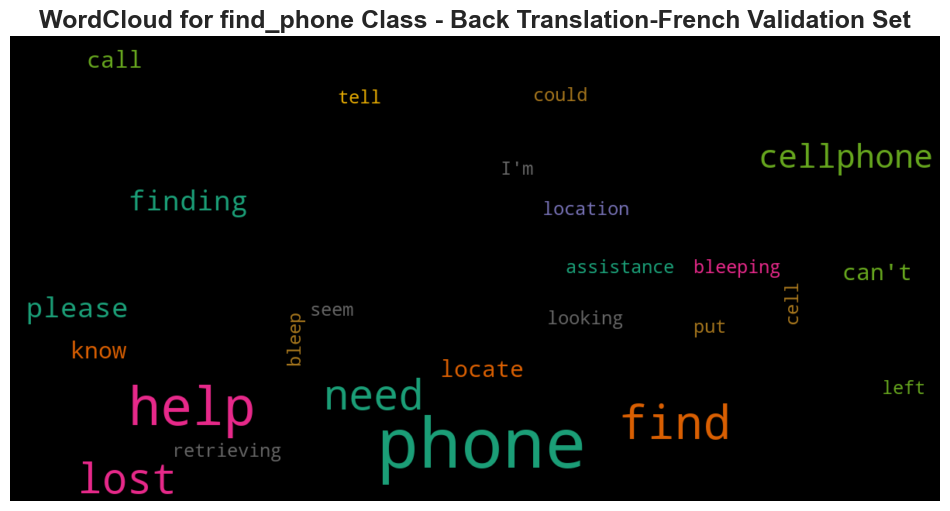 WordCloud for find_phone Class - Back Translation-French Validation Set
call
tell
could
cellphone
I'm
finding
location
assistance
bleeping
can't
cell
please
seem
bleep
looking
put
know
locate
left
help
need
find
phone
retrieving
lost